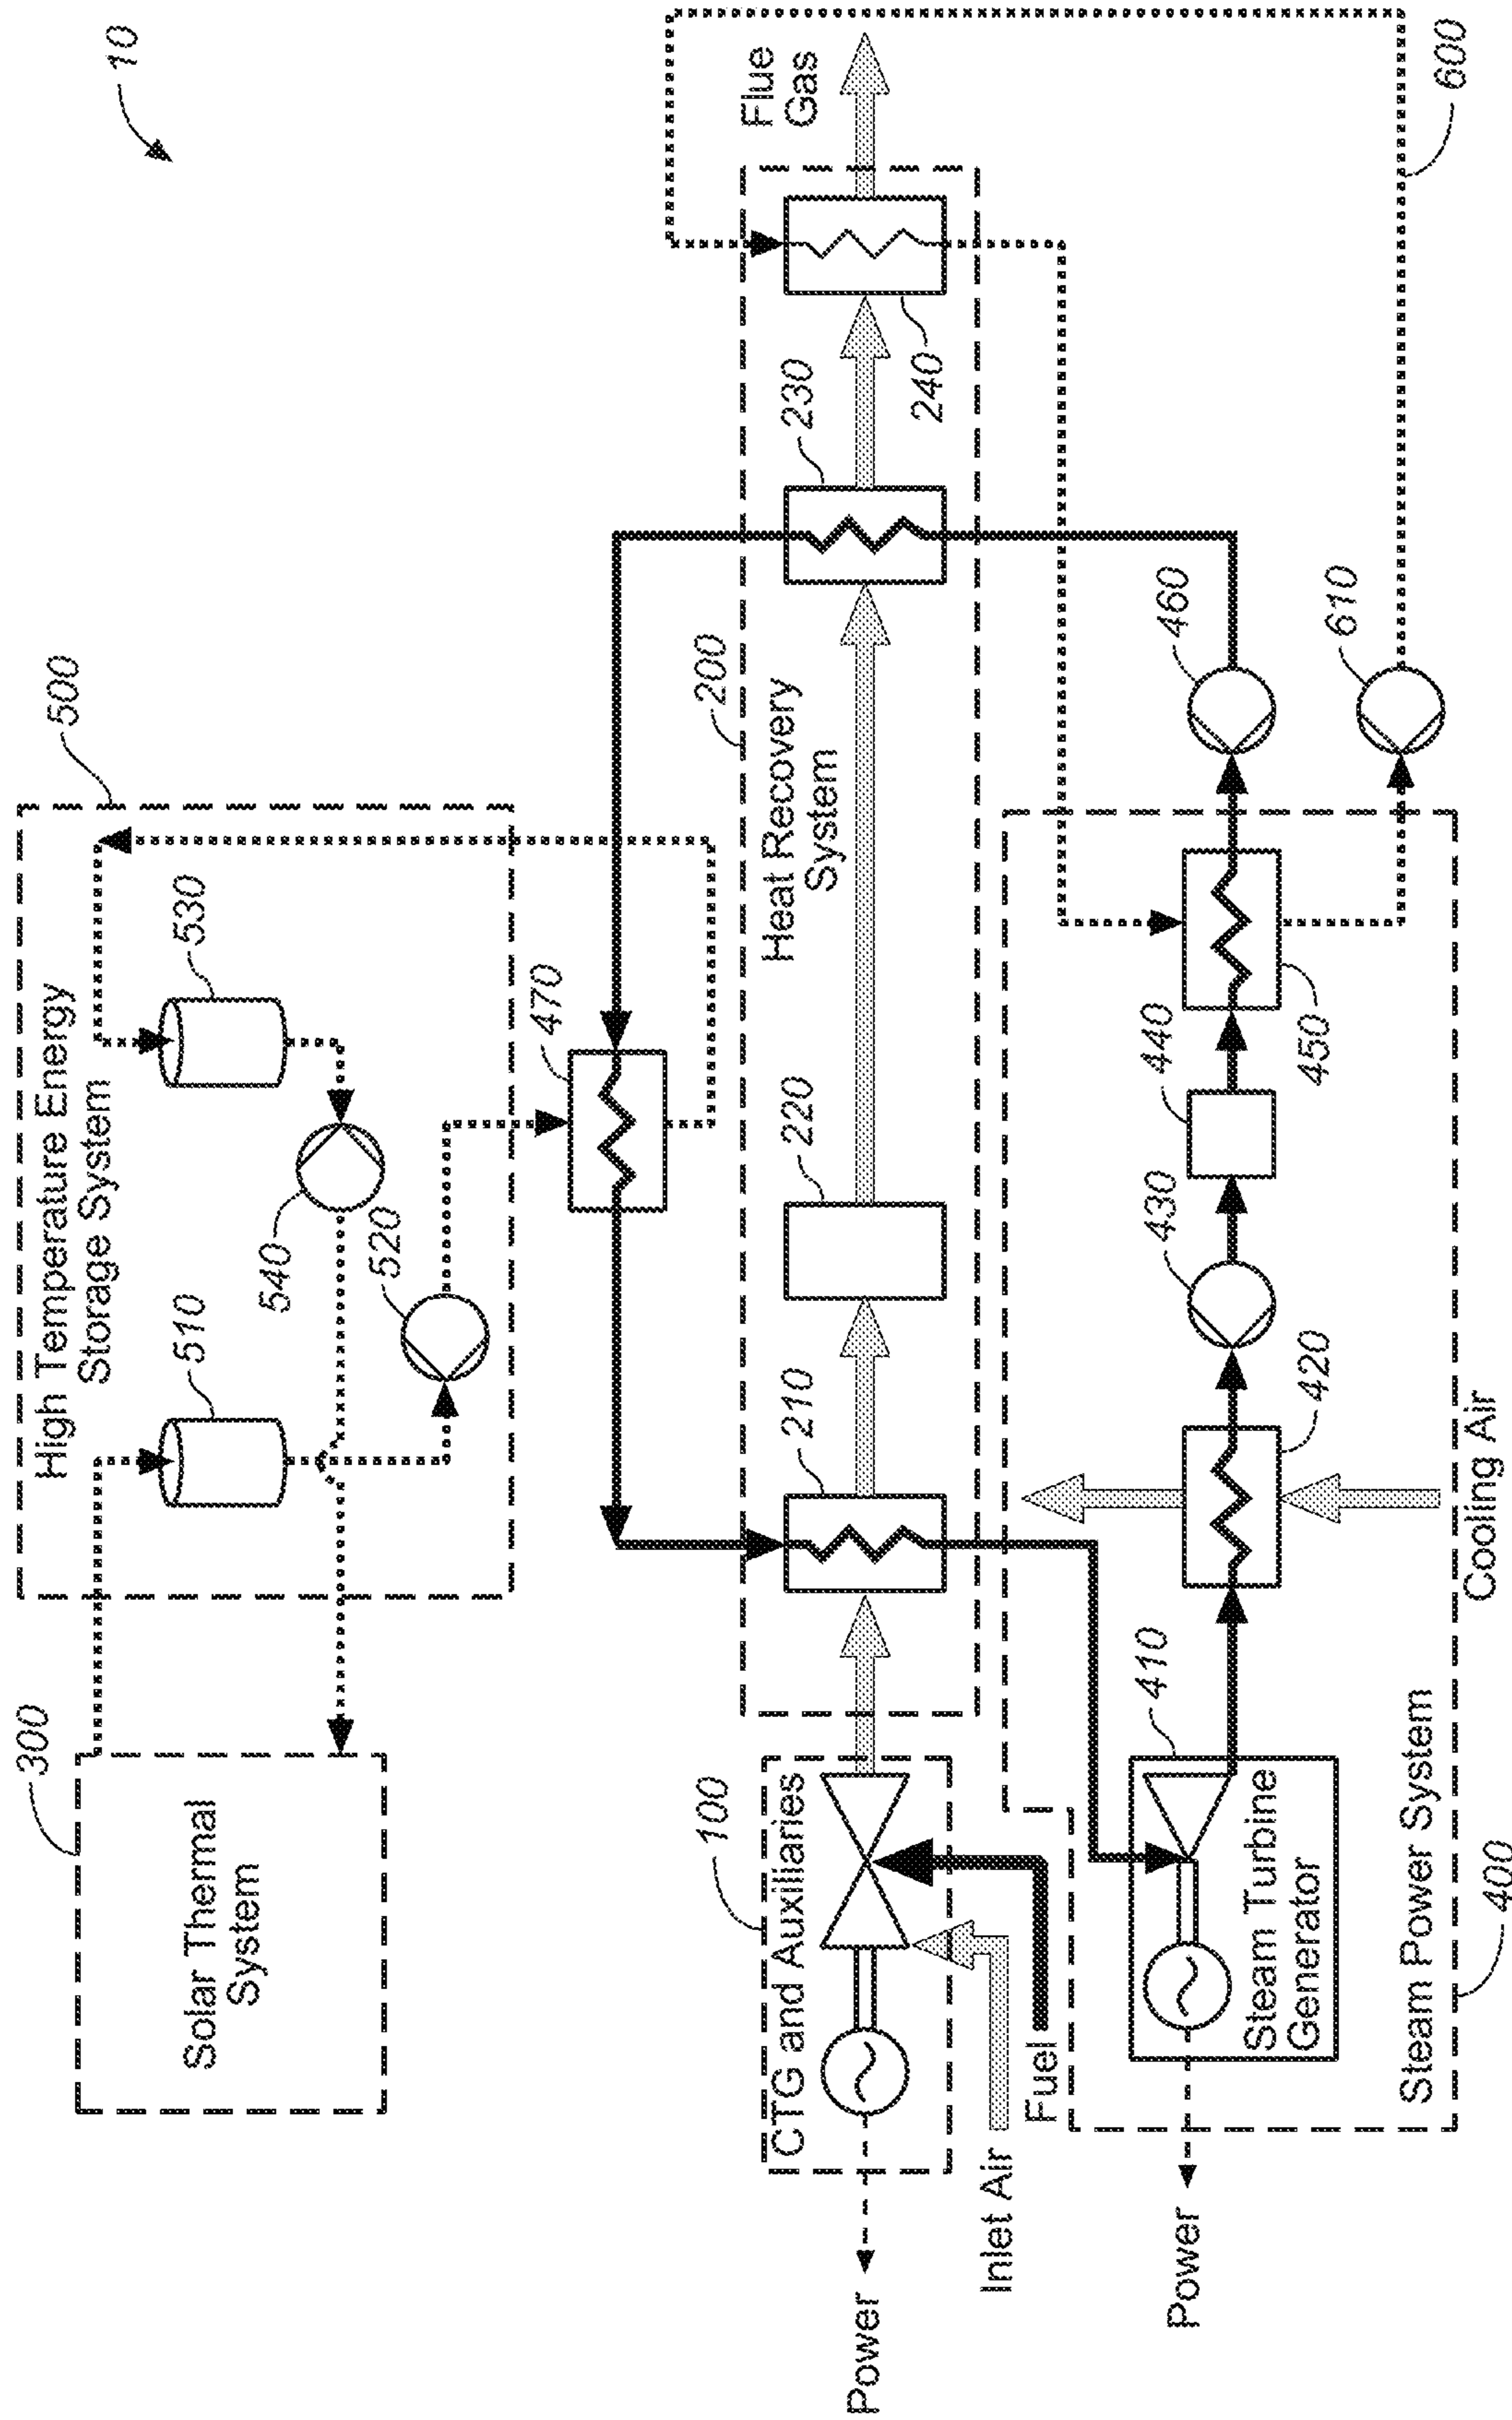 10
300
Solar Thermal
System
500
High Temperature Energy
Storage System
510
530
540
520
470
200
Heat Recovery
System
100
CTG and Auxiliaries
210
220
230
240
Flue
Gas
Power
Inlet Air
Fuel
410
Steam Turbine
Generator
Power
420
430
440
450
460
610
600
Cooling Air
Steam Power System
400